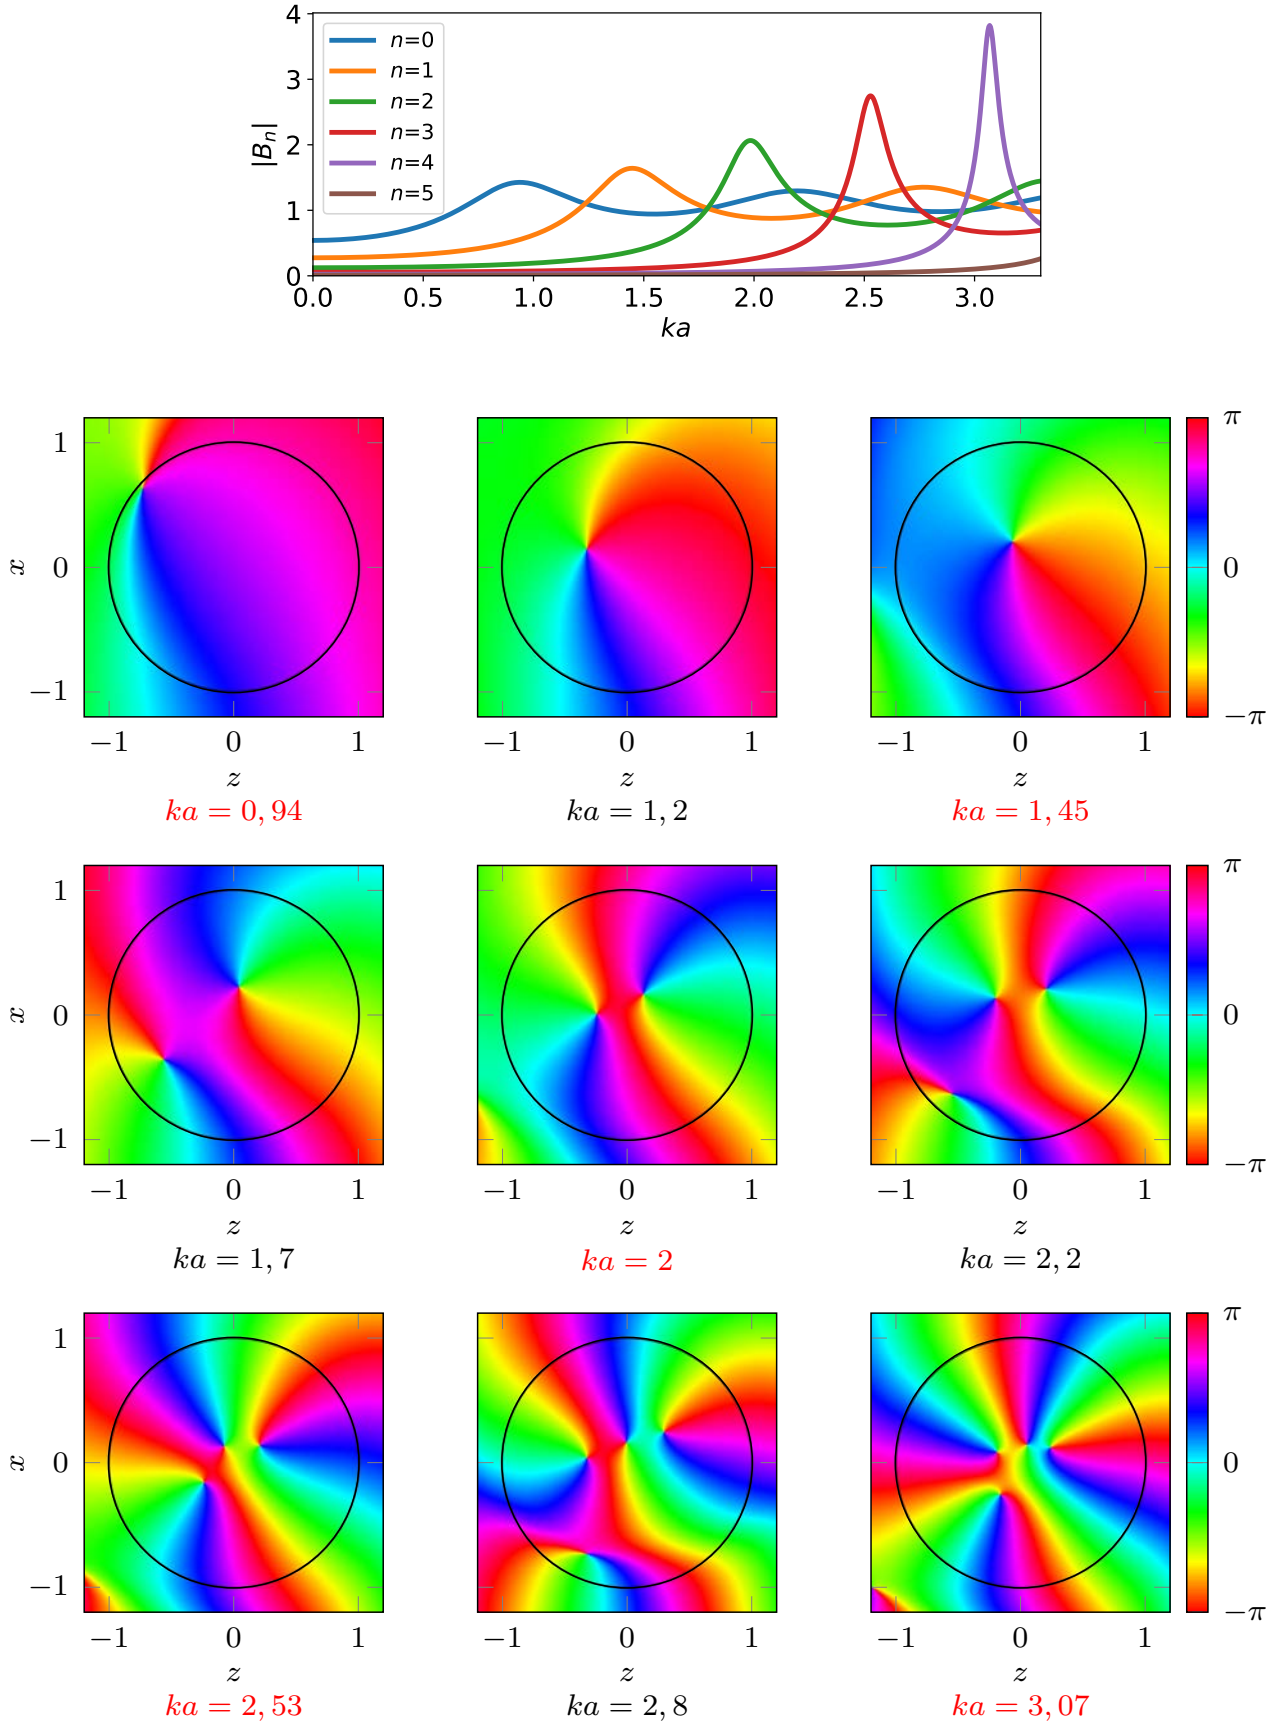 4
3
2
1
0
|B_n|
n=0
n=1
n=2
n=3
n=4
n=5
0.0 0.5 1.0 1.5 2.0 2.5 3.0
ka
1
0
−1
x
π
0
−π
−1 0 1 −1 0 1 −1 0 1
z z z
ka = 0,94 ka = 1,2 ka = 1,45
1
0
−1
x
π
0
−π
−1 0 1 −1 0 1 −1 0 1
z z z
ka = 1,7 ka = 2 ka = 2,2
1
0
−1
x
π
0
−π
−1 0 1 −1 0 1 −1 0 1
z z z
ka = 2,53 ka = 2,8 ka = 3,07